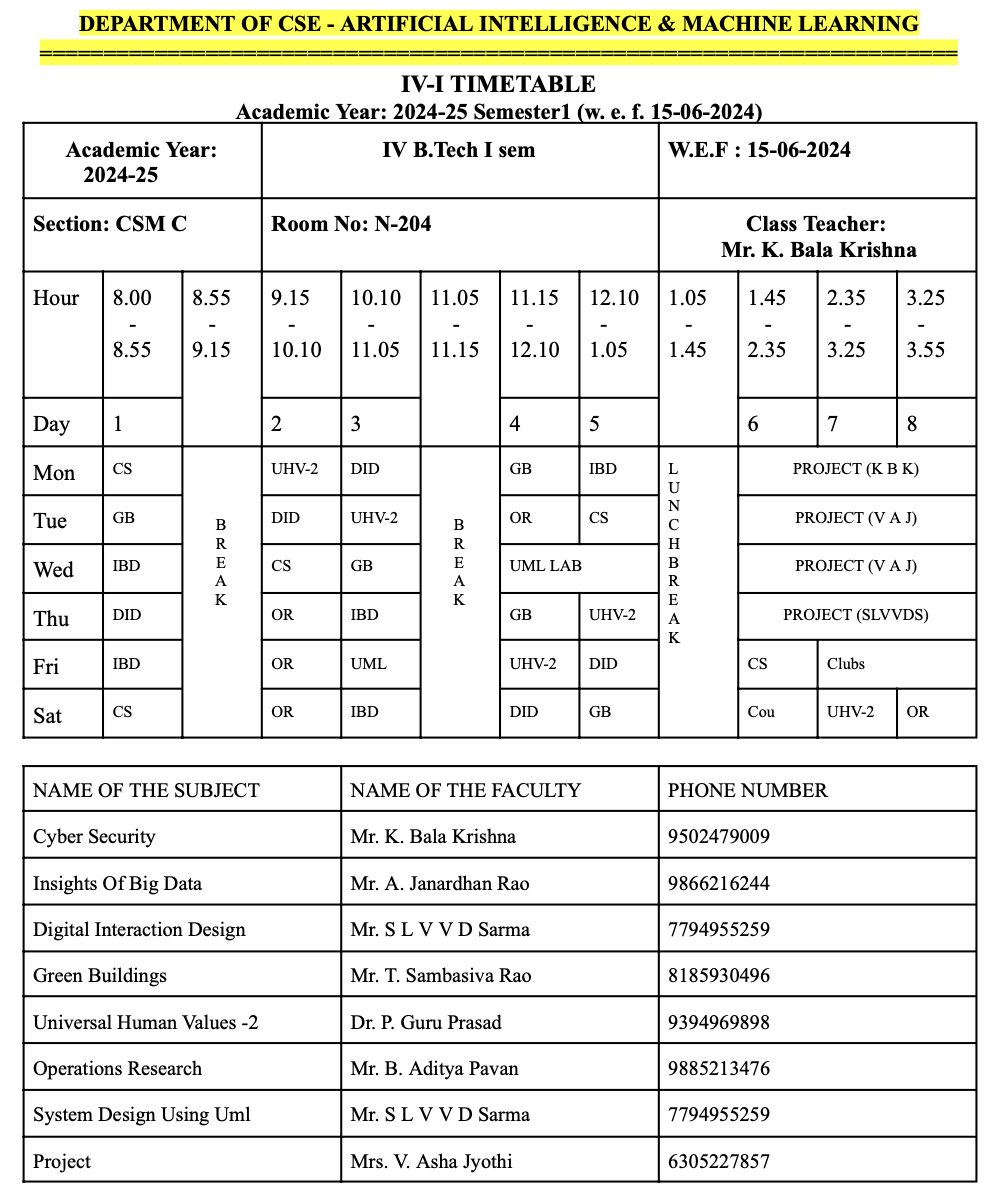 DEPARTMENT OF CSE - ARTIFICIAL INTELLIGENCE & MACHINE LEARNING
========================================================================
IV-I TIMETABLE
Academic Year: 2024-25 Semester1 (w. e. f. 15-06-2024)
Academic Year: 2024-25 IV B.Tech I sem W.E.F : 15-06-2024
Section: CSM C Room No: N-204 Class Teacher: Mr. K. Bala Krishna
Hour 8.00 - 8.55 8.55 - 9.15 9.15 - 10.10 10.10 - 11.05 11.05 - 11.15 11.15 - 12.10 12.10 - 1.05 1.05 - 1.45 1.45 - 2.35 2.35 - 3.25 3.25 - 3.55
Day 1 2 3 4 5 6 7 8
BREAK BREAK LUNCHBREAK
Mon CS UHV-2 DID GB IBD PROJECT (K B K)
Tue GB DID UHV-2 OR CS PROJECT (V A J)
Wed IBD CS GB UML LAB PROJECT (V A J)
Thu DID OR IBD GB UHV-2 PROJECT (SLVVDS)
Fri IBD OR UML UHV-2 DID CS Clubs
Sat CS OR IBD DID GB Cou UHV-2 OR
NAME OF THE SUBJECT NAME OF THE FACULTY PHONE NUMBER
Cyber Security Mr. K. Bala Krishna 9502479009
Insights Of Big Data Mr. A. Janardhan Rao 9866216244
Digital Interaction Design Mr. S L V V D Sarma 7794955259
Green Buildings Mr. T. Sambasiva Rao 8185930496
Universal Human Values -2 Dr. P. Guru Prasad 9394969898
Operations Research Mr. B. Aditya Pavan 9885213476
System Design Using Uml Mr. S L V V D Sarma 7794955259
Project Mrs. V. Asha Jyothi 6305227857